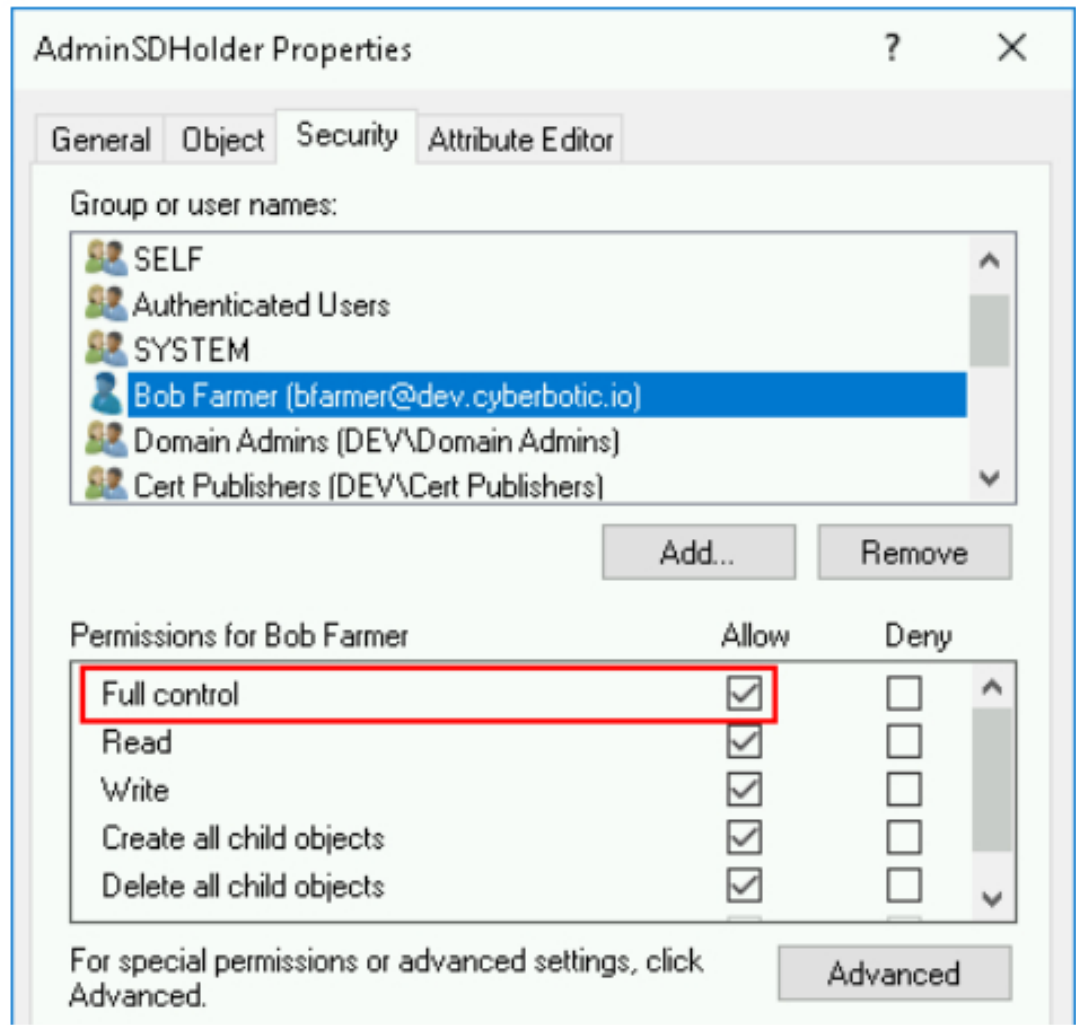 AdminSDHolder Properties ?
General Object Security Attribute Editor
Group or user names:
SELF
Authenticated Users
SYSTEM
Bob Farmer (bfarmer@dev.cyberbotic.io)
Domain Admins (DEV\Domain Admins)
Cert Publishers (DEV\Cert Publishers)
Add... Remove
Permissions for Bob Farmer Allow Deny
Full control
Read
Write
Create all child objects
Delete all child objects
For special permissions or advanced settings, click
Advanced.
Advanced